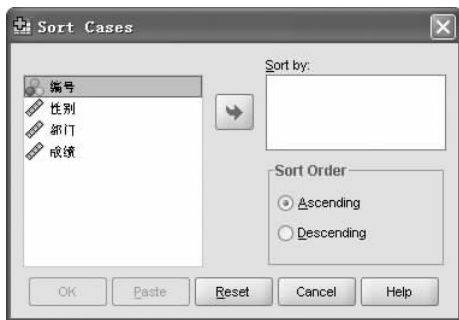 Sort Cases
编号
性别
部门
成绩
Sort by:
Sort Order
Ascending
Descending
OK
Paste
Reset
Cancel
Help